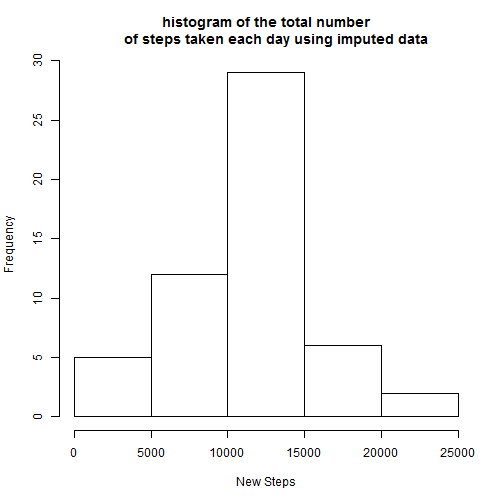 histogram of the total number
of steps taken each day using imputed data
Frequency
30
25
20
15
10
5
0
0 5000 10000 15000 20000 25000
New Steps